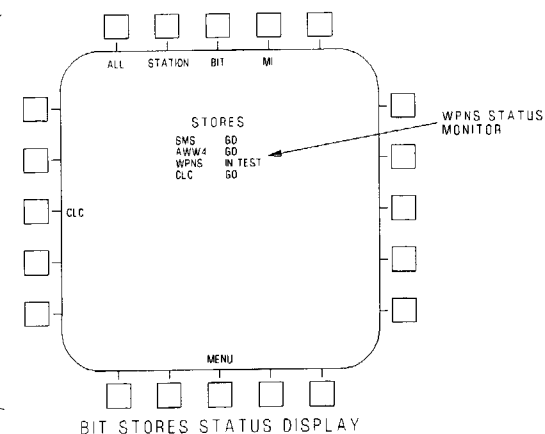 ALL STATION BIT MI
STORES
SMS GO
AWW4 GO
WPNS IN TEST
CLC GO
WPNS STATUS
MONITOR
CLC
MENU
BIT STORES STATUS DISPLAY